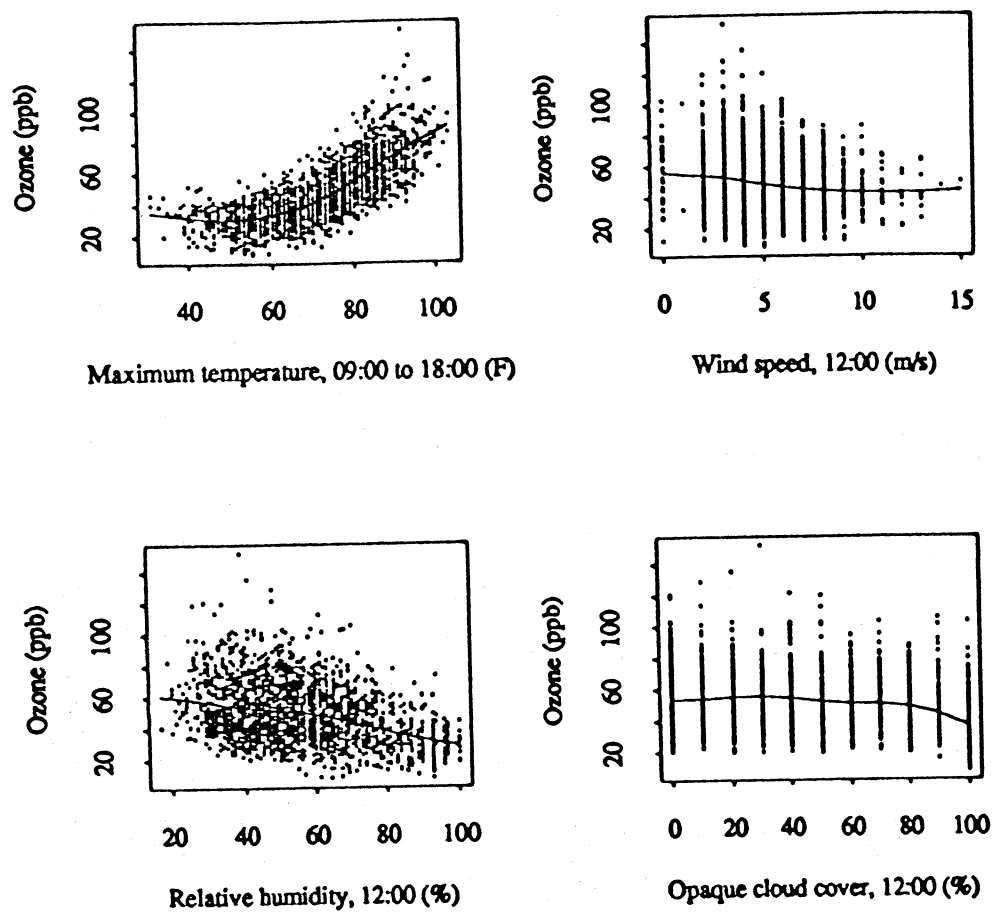 Ozone (ppb)
100
60
20
40 60 80 100
Maximum temperature, 09:00 to 18:00 (F)
Ozone (ppb)
100
60
20
0 5 10 15
Wind speed, 12:00 (m/s)
Ozone (ppb)
100
60
20
20 40 60 80 100
Relative humidity, 12:00 (%)
Ozone (ppb)
100
60
20
0 20 40 60 80 100
Opaque cloud cover, 12:00 (%)